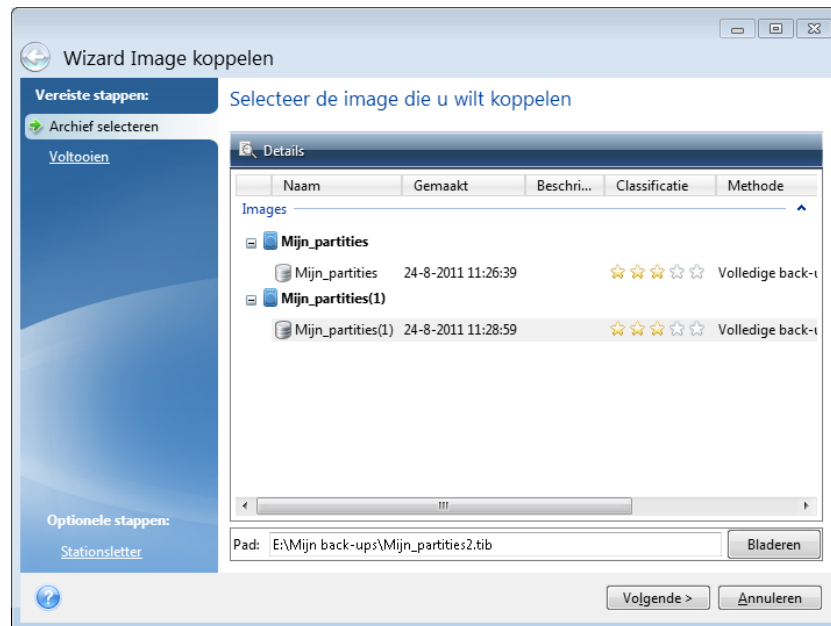 Wizard Image koppelen
Vereiste stappen:
Archief selecteren
Voltooien
Optionele stappen:
Stationsletter
Selecteer de image die u wilt koppelen
Details
Naam Gemaakt Beschri... Classificatie Methode
Images
Mijn_partities
Mijn_partities 24-8-2011 11:26:39 Volledige back-u
Mijn_partities(1)
Mijn_partities(1) 24-8-2011 11:28:59 Volledige back-u
Pad: E:\Mijn back-ups\Mijn_partities2.tib Bladeren
Volgende > Annuleren